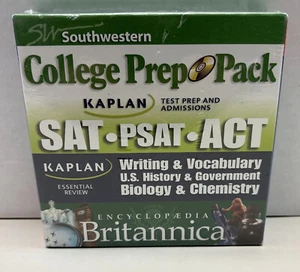 SW Southwestern
College Prep Pack
KAPLAN TEST PREP AND
ADMISSIONS
SAT • PSAT • ACT
KAPLAN
ESSENTIAL
REVIEW
Writing & Vocabulary
U.S. History & Government
Biology & Chemistry
ENCYCLOPÆDIA
Britannica